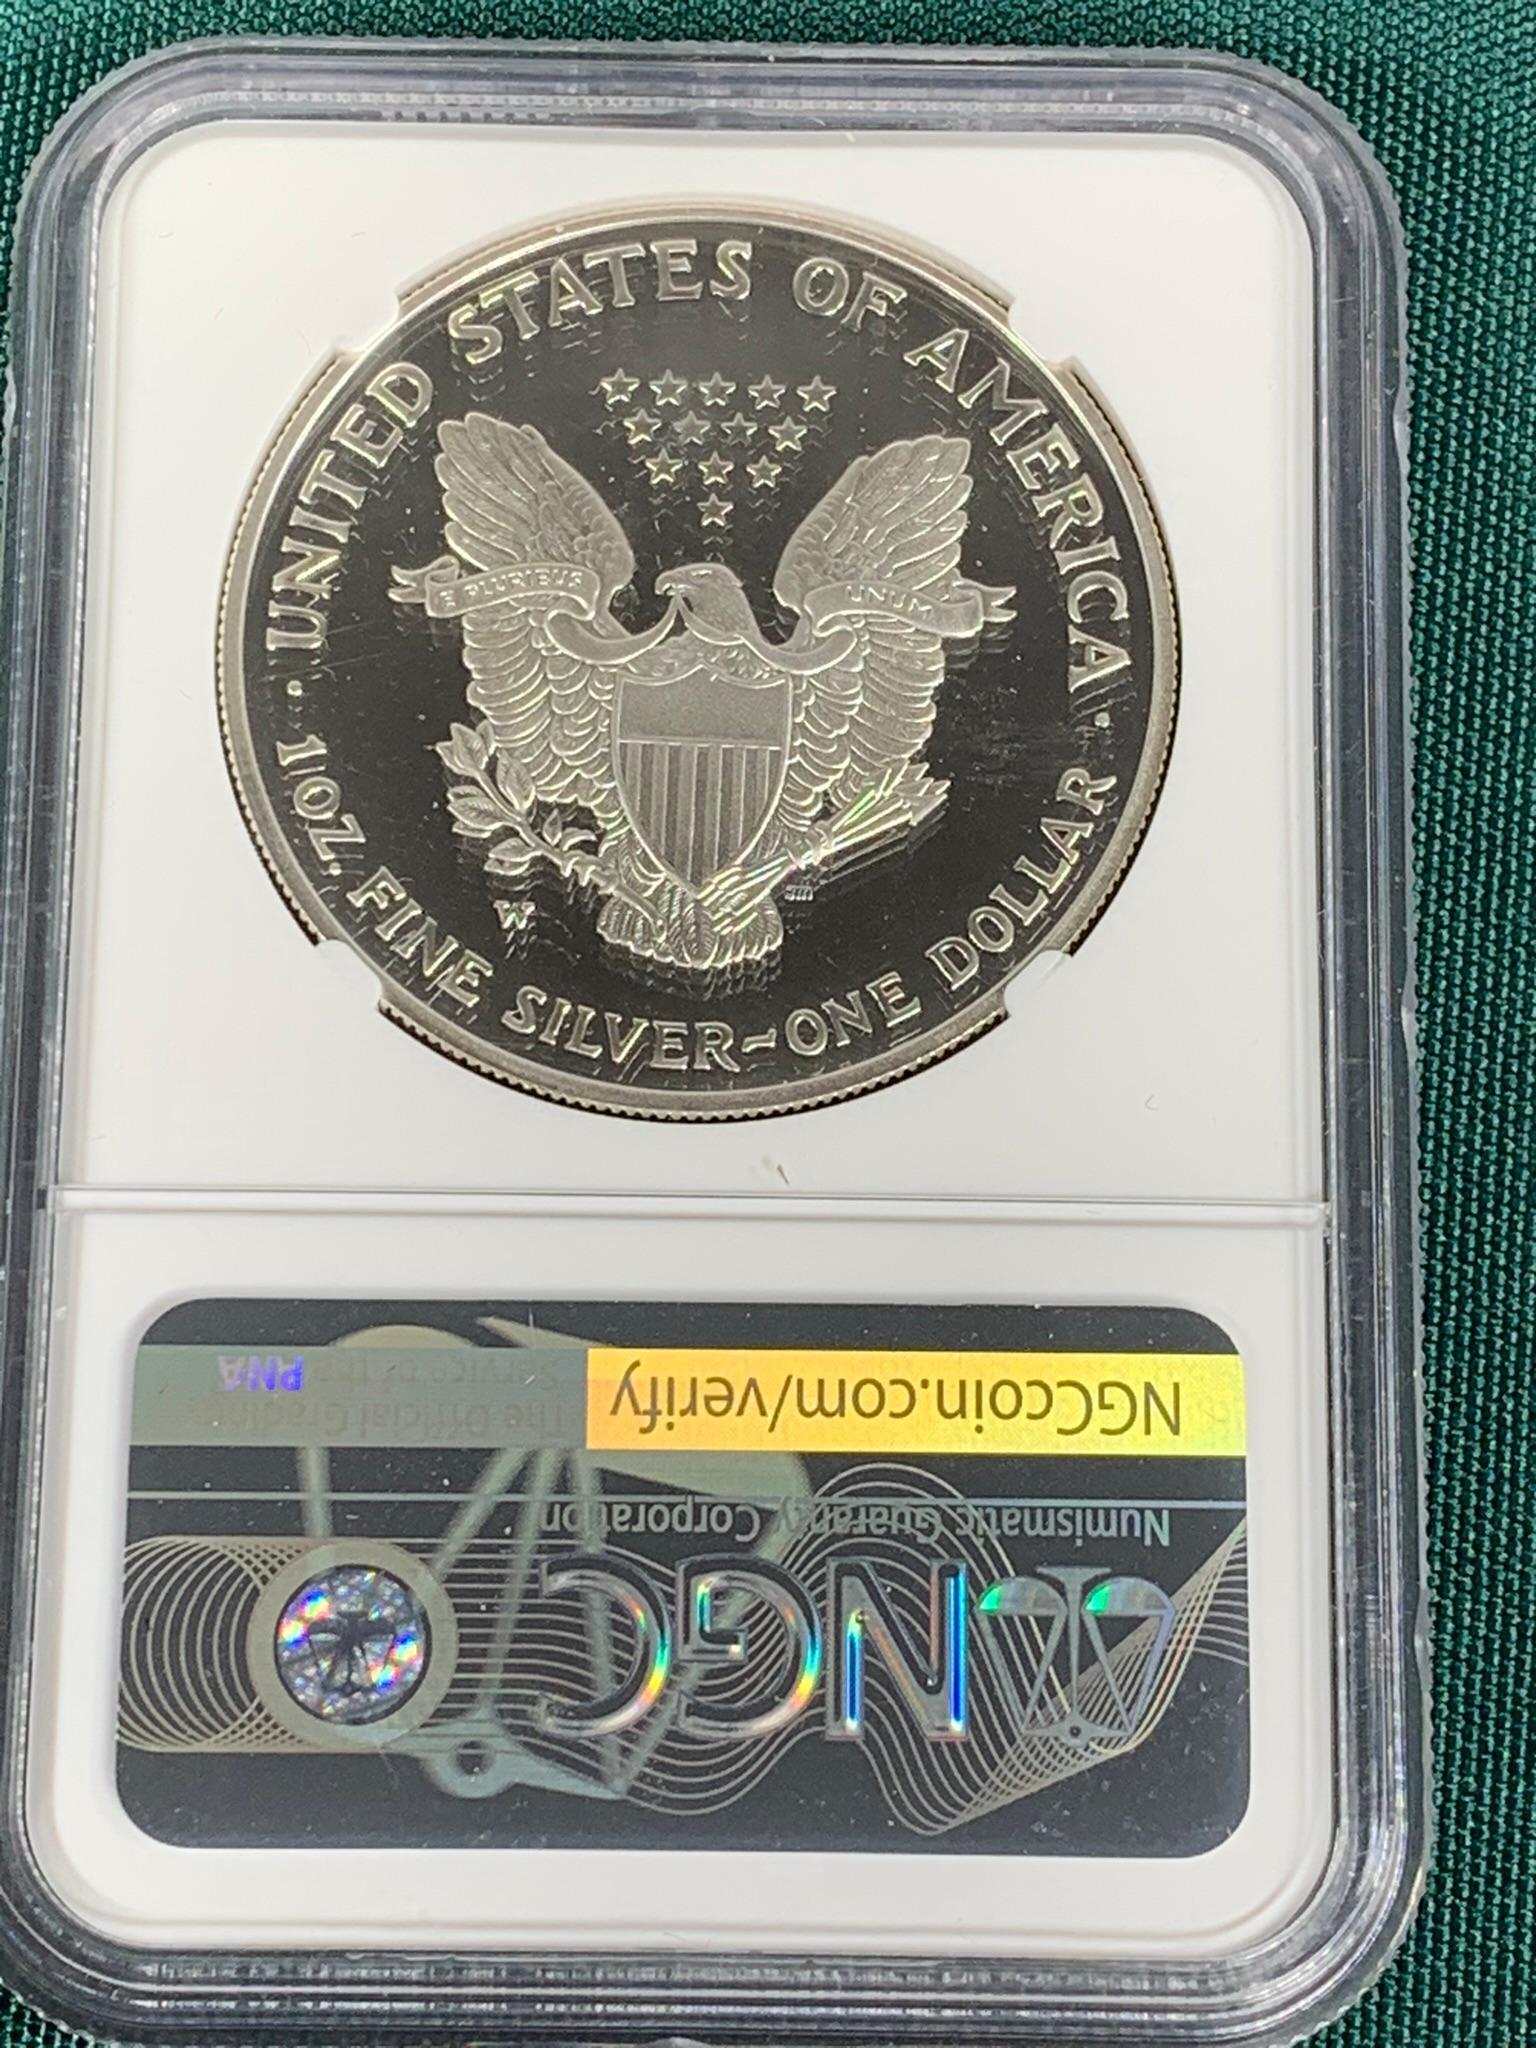 UNITED STATES OF AMERICA
E PLURIBUS UNUM
W
1 OZ. FINE SILVER~ONE DOLLAR
NGC
Numismatic Guaranty Corporation
The Official Grading
NGCcoin.com/verify
Service of the PNG